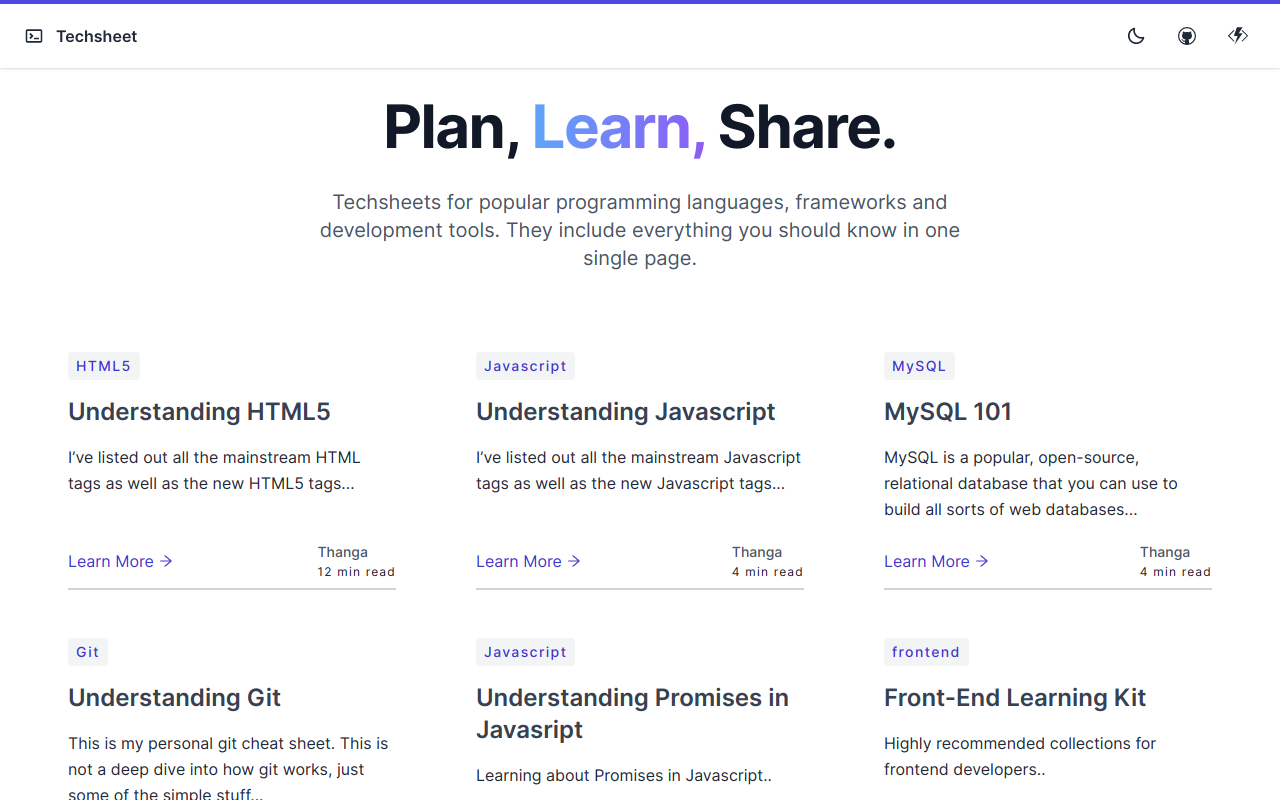 Techsheet
Plan, Learn, Share.
Techsheets for popular programming languages, frameworks and
development tools. They include everything you should know in one
single page.
HTML5
Understanding HTML5
I’ve listed out all the mainstream HTML
tags as well as the new HTML5 tags...
Learn More →
Thanga
12 min read
Javascript
Understanding Javascript
I’ve listed out all the mainstream Javascript
tags as well as the new Javascript tags...
Learn More →
Thanga
4 min read
MySQL
MySQL 101
MySQL is a popular, open-source,
relational database that you can use to
build all sorts of web databases...
Learn More →
Thanga
4 min read
Git
Understanding Git
This is my personal git cheat sheet. This is
not a deep dive into how git works, just
some of the simple stuff...
Javascript
Understanding Promises in
Javasript
Learning about Promises in Javascript..
frontend
Front-End Learning Kit
Highly recommended collections for
frontend developers..